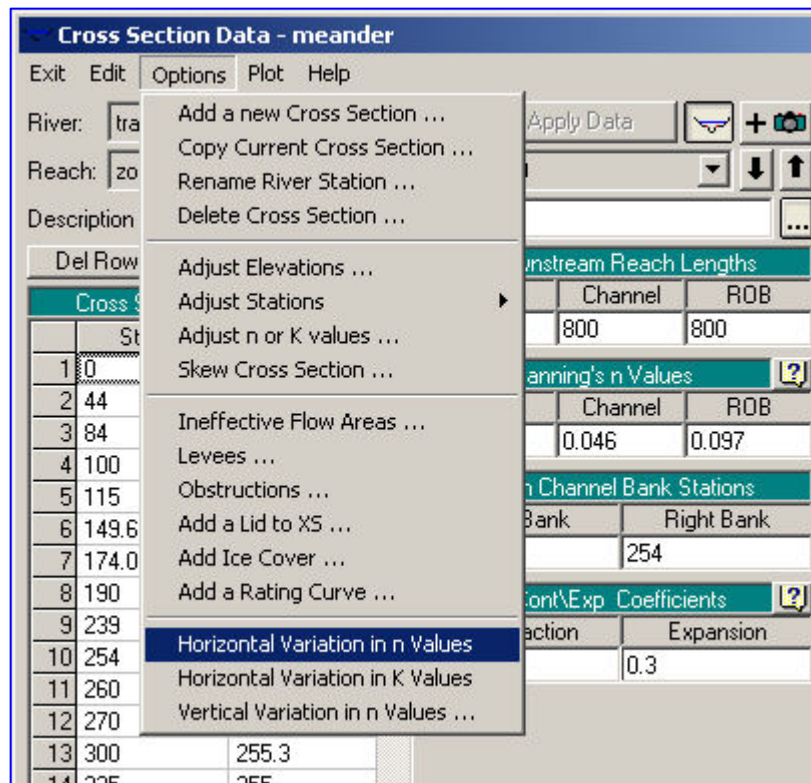 Cross Section Data - meander
Exit Edit Options Plot Help
River: tra Apply Data
Reach: zo
Description ...
Del Row
Add a new Cross Section ...
Copy Current Cross Section ...
Rename River Station ...
Delete Cross Section ...
Adjust Elevations ...
Adjust Stations
Adjust n or K values ...
Skew Cross Section ...
Ineffective Flow Areas ...
Levees ...
Obstructions ...
Add a Lid to XS ...
Add Ice Cover ...
Add a Rating Curve ...
Horizontal Variation in n Values
Horizontal Variation in K Values
Vertical Variation in n Values ...
Cross S
St
1 0
2 44
3 84
4 100
5 115
6 149.6
7 174.0
8 190
9 239
10 254
11 260
12 270
13 300 255.3
14 325 255
wnstream Reach Lengths
Channel ROB
800 800
anning's n Values ?
Channel ROB
0.046 0.097
n Channel Bank Stations
Bank Right Bank
254
Cont\Exp Coefficients ?
action Expansion
0.3